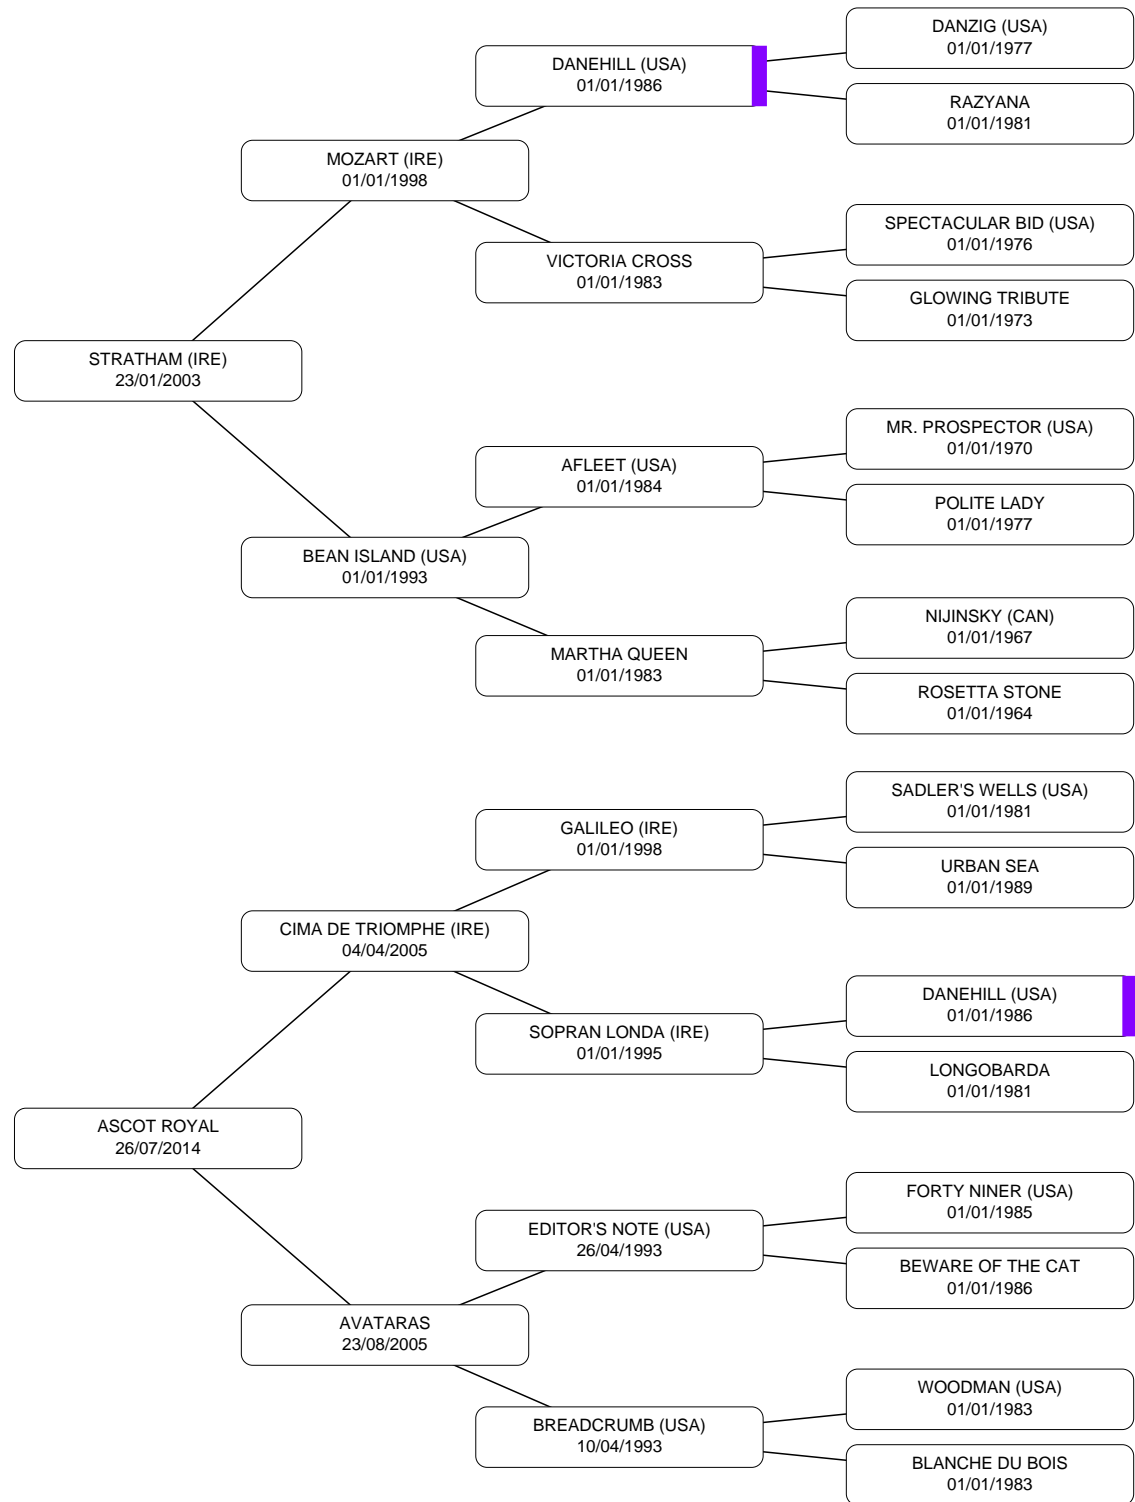 DANZIG (USA)
01/01/1977
DANEHILL (USA)
01/01/1986
RAZYANA
01/01/1981
MOZART (IRE)
01/01/1998
SPECTACULAR BID (USA)
01/01/1976
VICTORIA CROSS
01/01/1983
GLOWING TRIBUTE
01/01/1973
STRATHAM (IRE)
23/01/2003
MR. PROSPECTOR (USA)
01/01/1970
AFLEET (USA)
01/01/1984
POLITE LADY
01/01/1977
BEAN ISLAND (USA)
01/01/1993
NIJINSKY (CAN)
01/01/1967
MARTHA QUEEN
01/01/1983
ROSETTA STONE
01/01/1964
SADLER'S WELLS (USA)
01/01/1981
GALILEO (IRE)
01/01/1998
URBAN SEA
01/01/1989
CIMA DE TRIOMPHE (IRE)
04/04/2005
DANEHILL (USA)
01/01/1986
SOPRAN LONDA (IRE)
01/01/1995
LONGOBARDA
01/01/1981
ASCOT ROYAL
26/07/2014
FORTY NINER (USA)
01/01/1985
EDITOR'S NOTE (USA)
26/04/1993
BEWARE OF THE CAT
01/01/1986
AVATARAS
23/08/2005
WOODMAN (USA)
01/01/1983
BREADCRUMB (USA)
10/04/1993
BLANCHE DU BOIS
01/01/1983